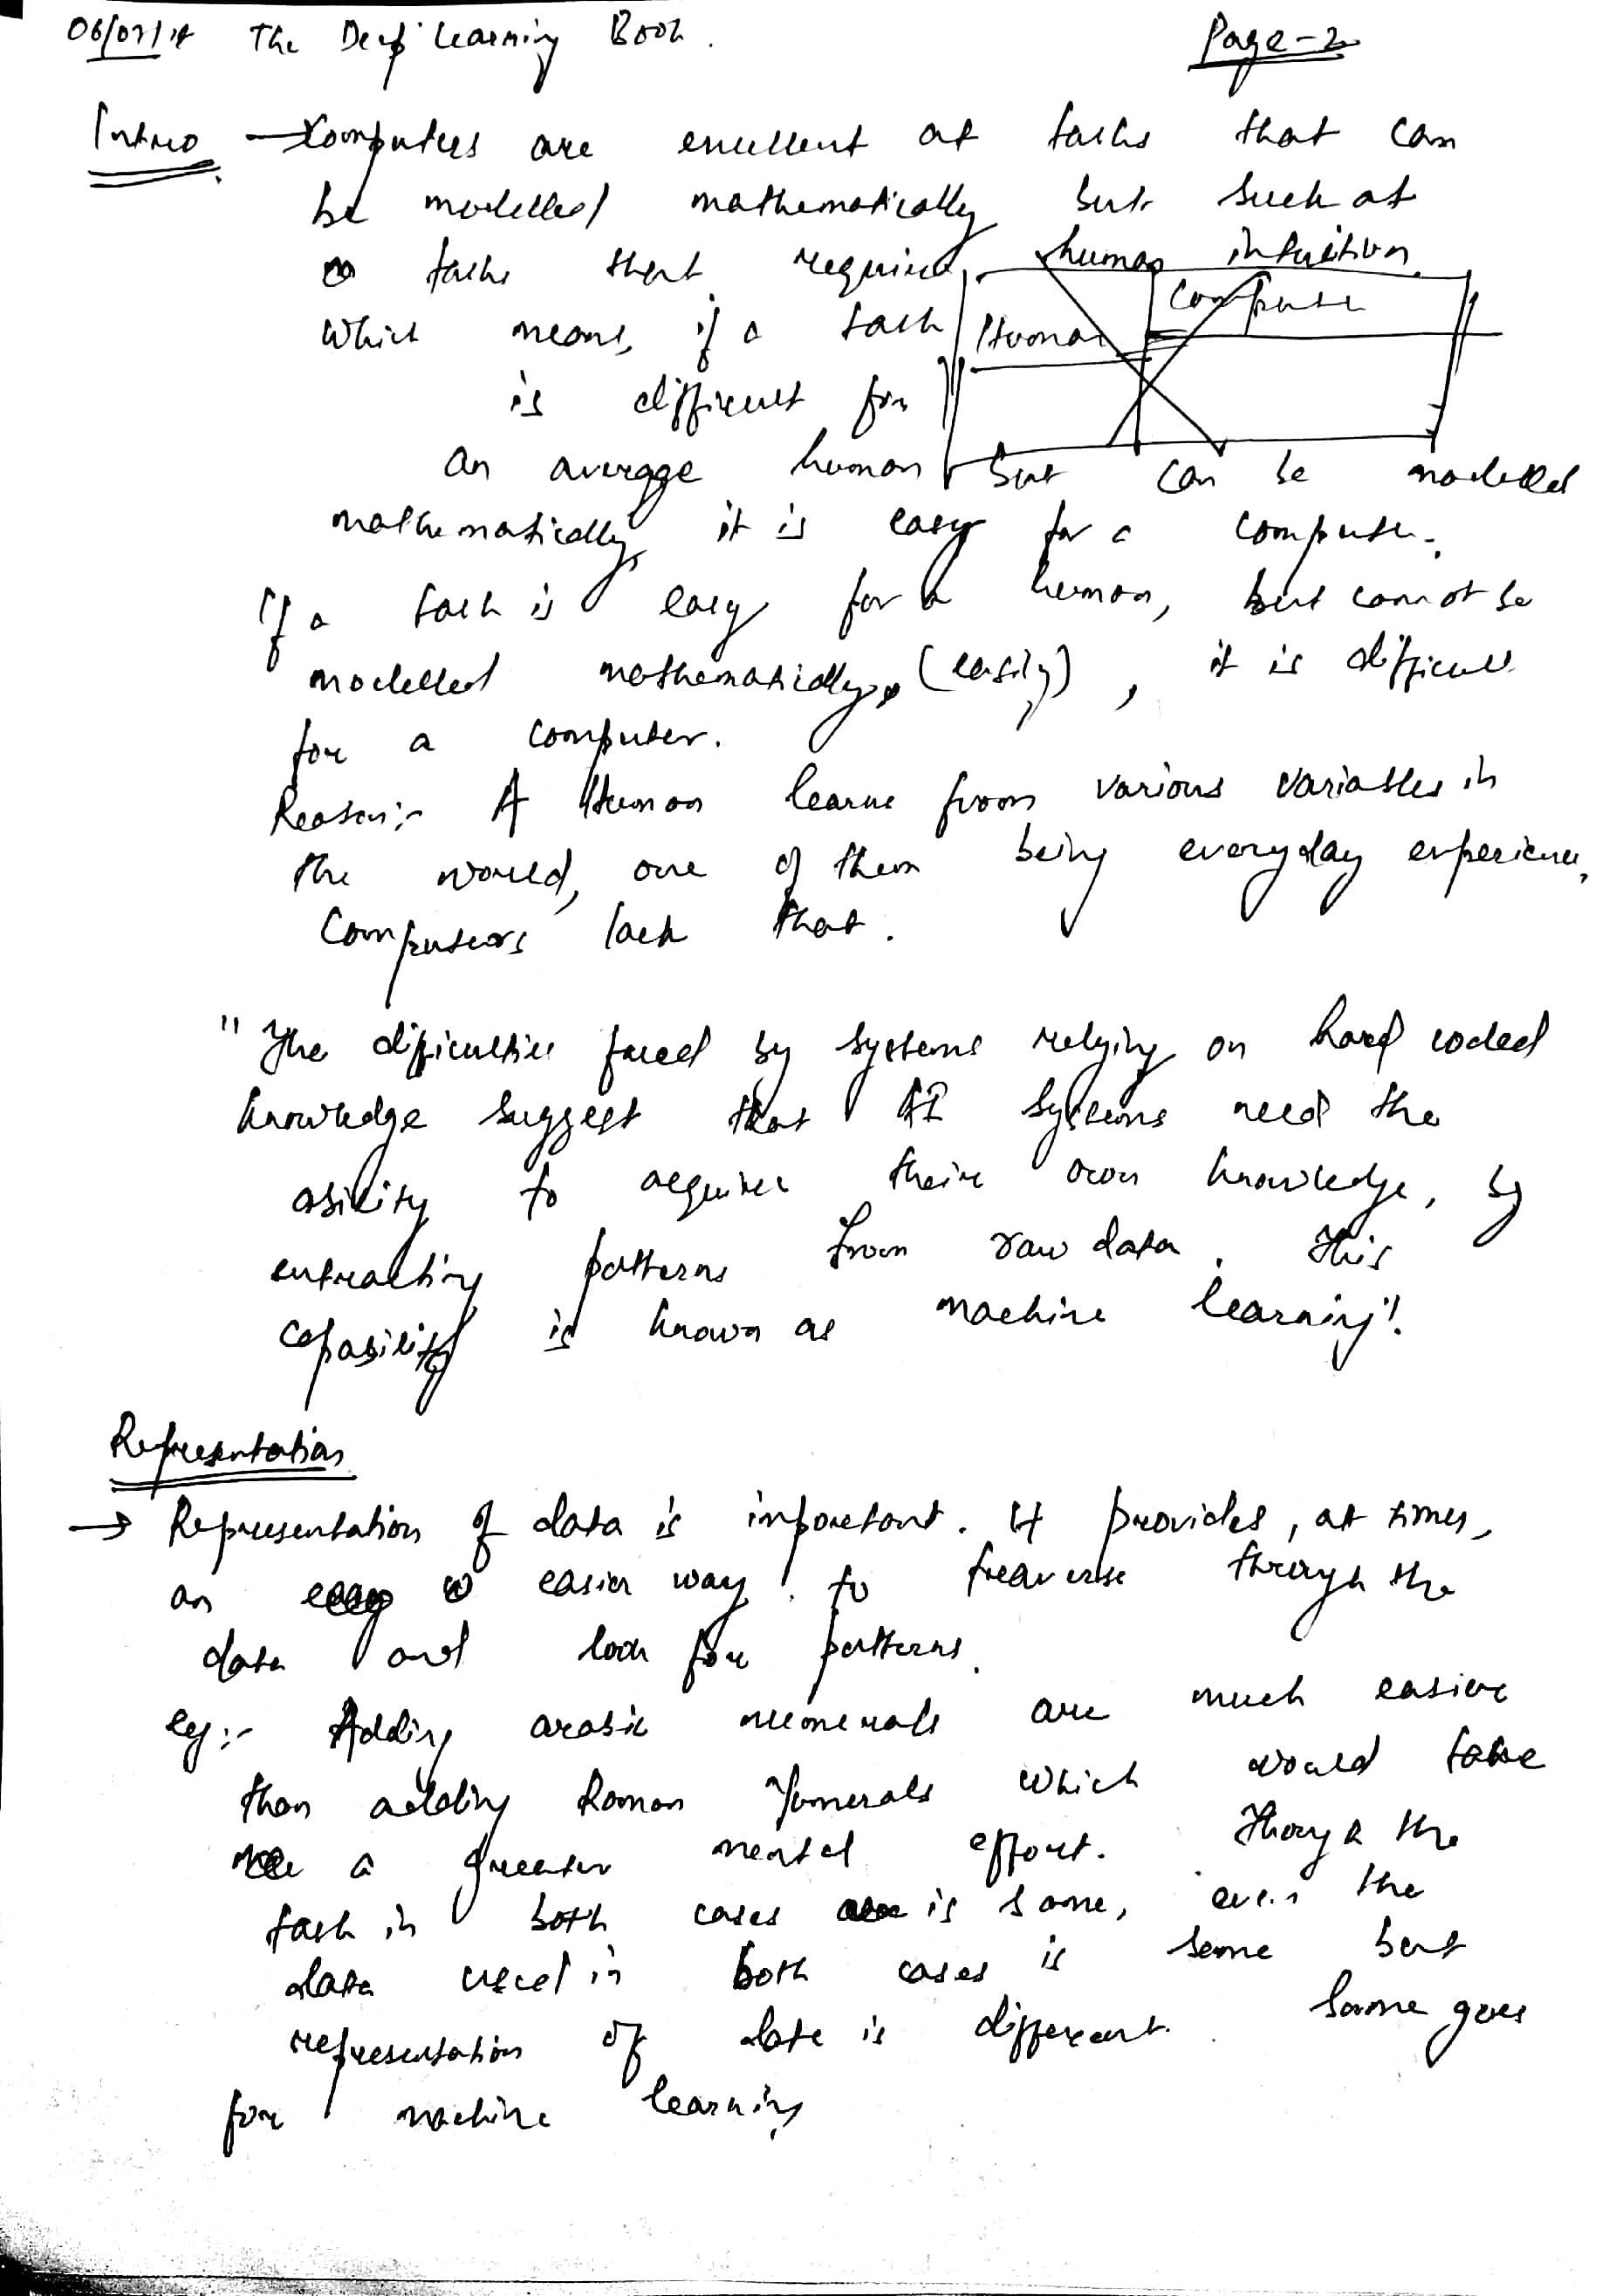 The Deep Learning Book. Page-2
Intro → Computers are excellent at tasks that can
be modelled mathematically but suck at
tasks that require human intuition.
Which means, if a task
Human Computer
is difficult for
an average human but can be modelled
mathematically, it is easy for a computer.
If a task is easy for a human, but cannot be
modelled mathematically, (easily), it is difficult
for a computer.
Reason:- A Human learns from various variables in
the world, one of them being everyday experience,
Computers lack that.
"The difficulties faced by systems relying on hard coded
knowledge suggest that AI systems need the
ability to acquire their own knowledge, by
extracting patterns from raw data. This
capability is known as machine learning".
Representation
→ Representation of data is important. It provides, at times,
an easier way to traverse through the
data and look for patterns.
eg:- Adding arabic numerals are much easier
than adding Roman Numerals which would take
a greater mental effort. Though the
task in both cases is same, even the
data used in both cases is same but
representation of data is different. Same goes
for machine learning